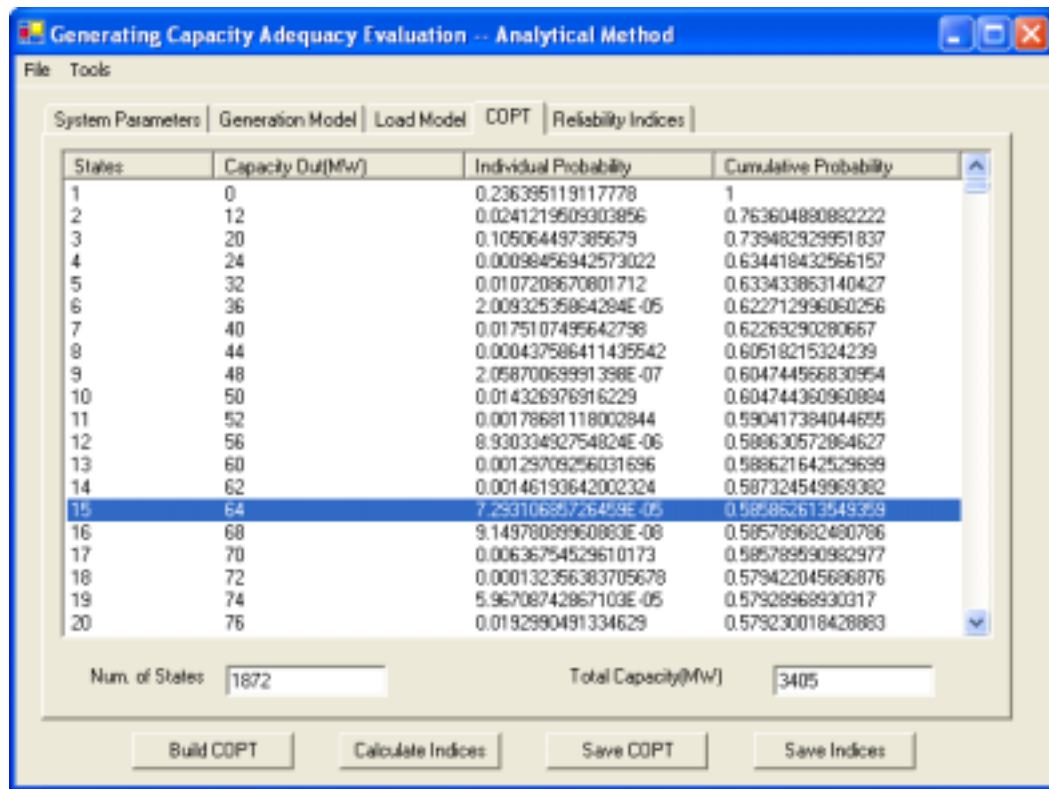 Generating Capacity Adequacy Evaluation -- Analytical Method
File Tools
System Parameters Generation Model Load Model COPT Reliability Indices
States Capacity Out(MW) Individual Probability Cumulative Probability
1 0 0.236395119117778 1
2 12 0.0241219509303856 0.763604880882222
3 20 0.105064497385679 0.739482929951837
4 24 0.00098456942573022 0.634418432566157
5 32 0.0107208670801712 0.633433863140427
6 36 2.00932535864284E-05 0.622712996060256
7 40 0.0175107495642798 0.62269290280667
8 44 0.000437586411435542 0.60518215324239
9 48 2.05870069991398E-07 0.604744566830954
10 50 0.014326976916229 0.604744360960884
11 52 0.00178681118002844 0.590417384044655
12 56 8.93033492754824E-06 0.588630572864627
13 60 0.00129709256031696 0.588621642529699
14 62 0.00146193642002324 0.587324549969382
15 64 7.29310685726459E-05 0.585862613549359
16 68 9.14978089960883E-08 0.585789682480786
17 70 0.00636754529610173 0.585789590982977
18 72 0.000132356383705678 0.579422045686876
19 74 5.96708742867103E-05 0.57928968930317
20 76 0.0192990491334629 0.579230018428883
Num. of States 1872 Total Capacity(MW) 3405
Build COPT Calculate Indices Save COPT Save Indices